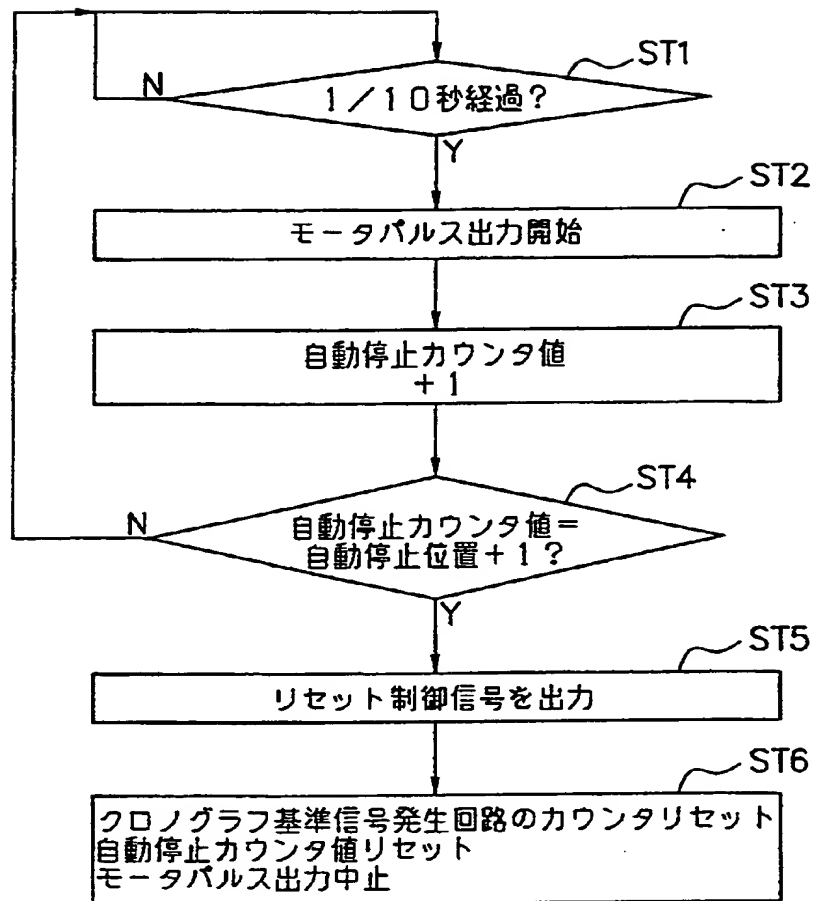 ST1
N
1/10秒経過?
Y
ST2
モータパルス出力開始
ST3
自動停止カウンタ値
+1
ST4
N
自動停止カウンタ値=
自動停止位置+1?
Y
ST5
リセット制御信号を出力
ST6
クロノグラフ基準信号発生回路のカウンタリセット
自動停止カウンタ値リセット
モータパルス出力中止